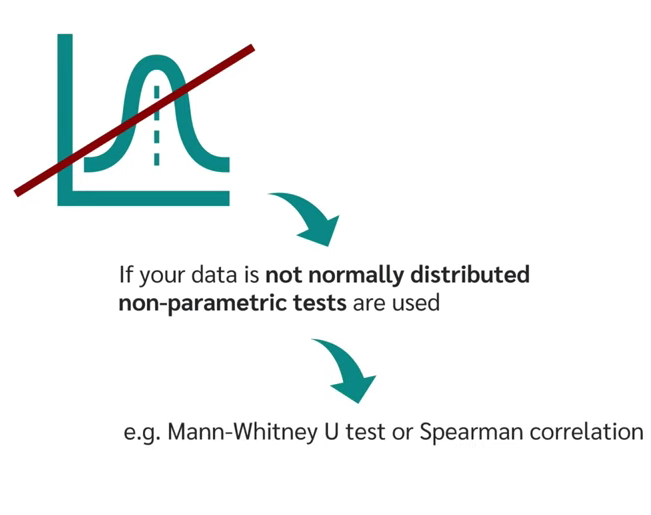 If your data is not normally distributed
non-parametric tests are used
e.g. Mann-Whitney U test or Spearman correlation